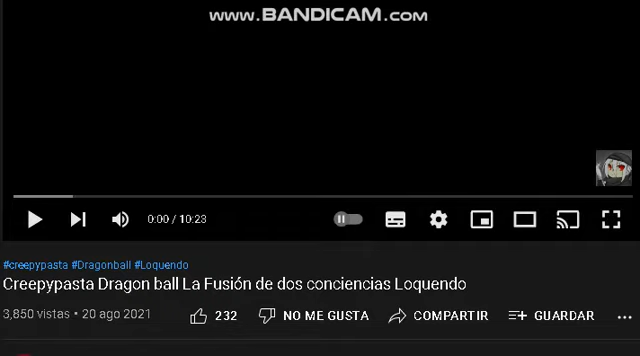 www.BANDICAM.com
0:00 / 10:23
#creepypasta #Dragonball #Loquendo
Creepypasta Dragon ball La Fusión de dos conciencias Loquendo
3,850 vistas • 20 ago 2021 232 NO ME GUSTA COMPARTIR GUARDAR